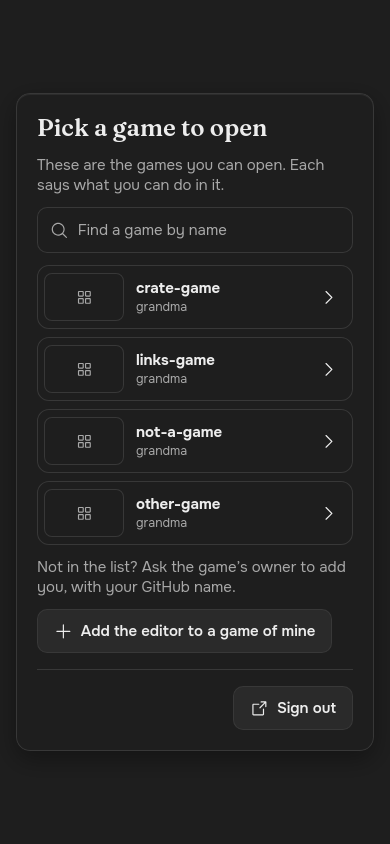 Pick a game to open
These are the games you can open. Each
says what you can do in it.
Find a game by name
crate-game
grandma
links-game
grandma
not-a-game
grandma
other-game
grandma
Not in the list? Ask the game's owner to add
you, with your GitHub name.
Add the editor to a game of mine
Sign out